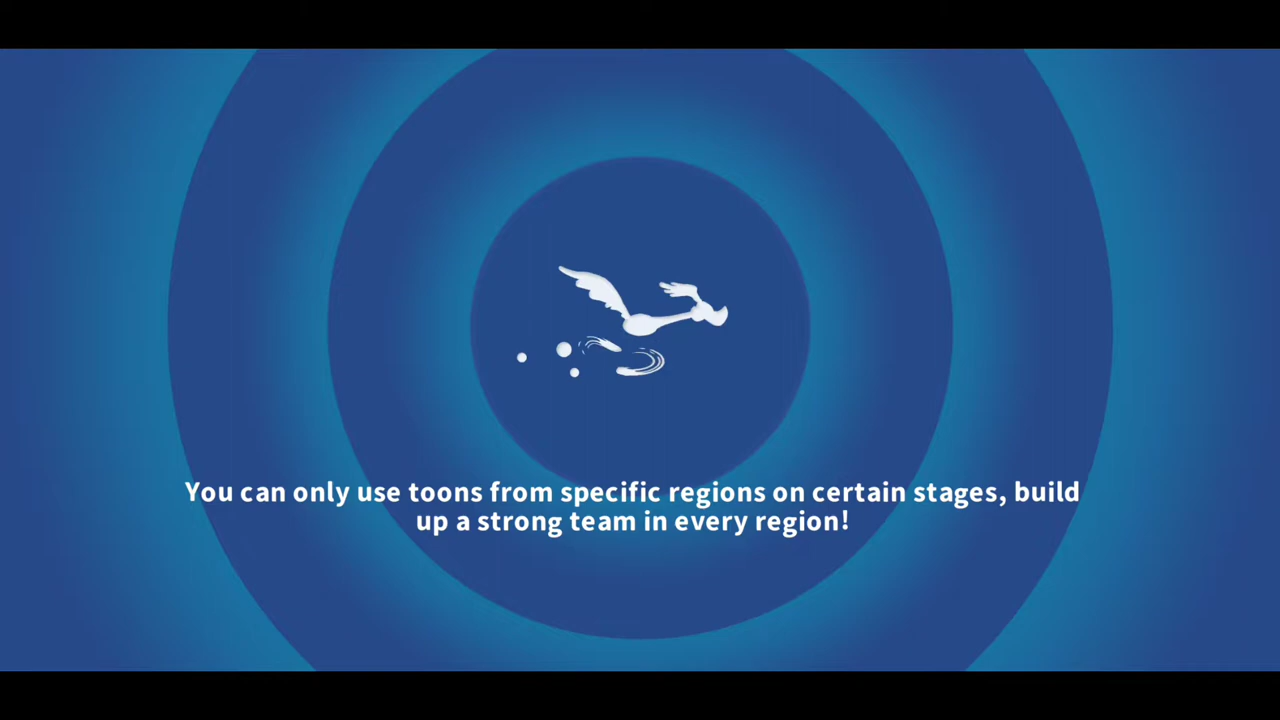 You can only use toons from specific regions on certain stages, build
up a strong team in every region!